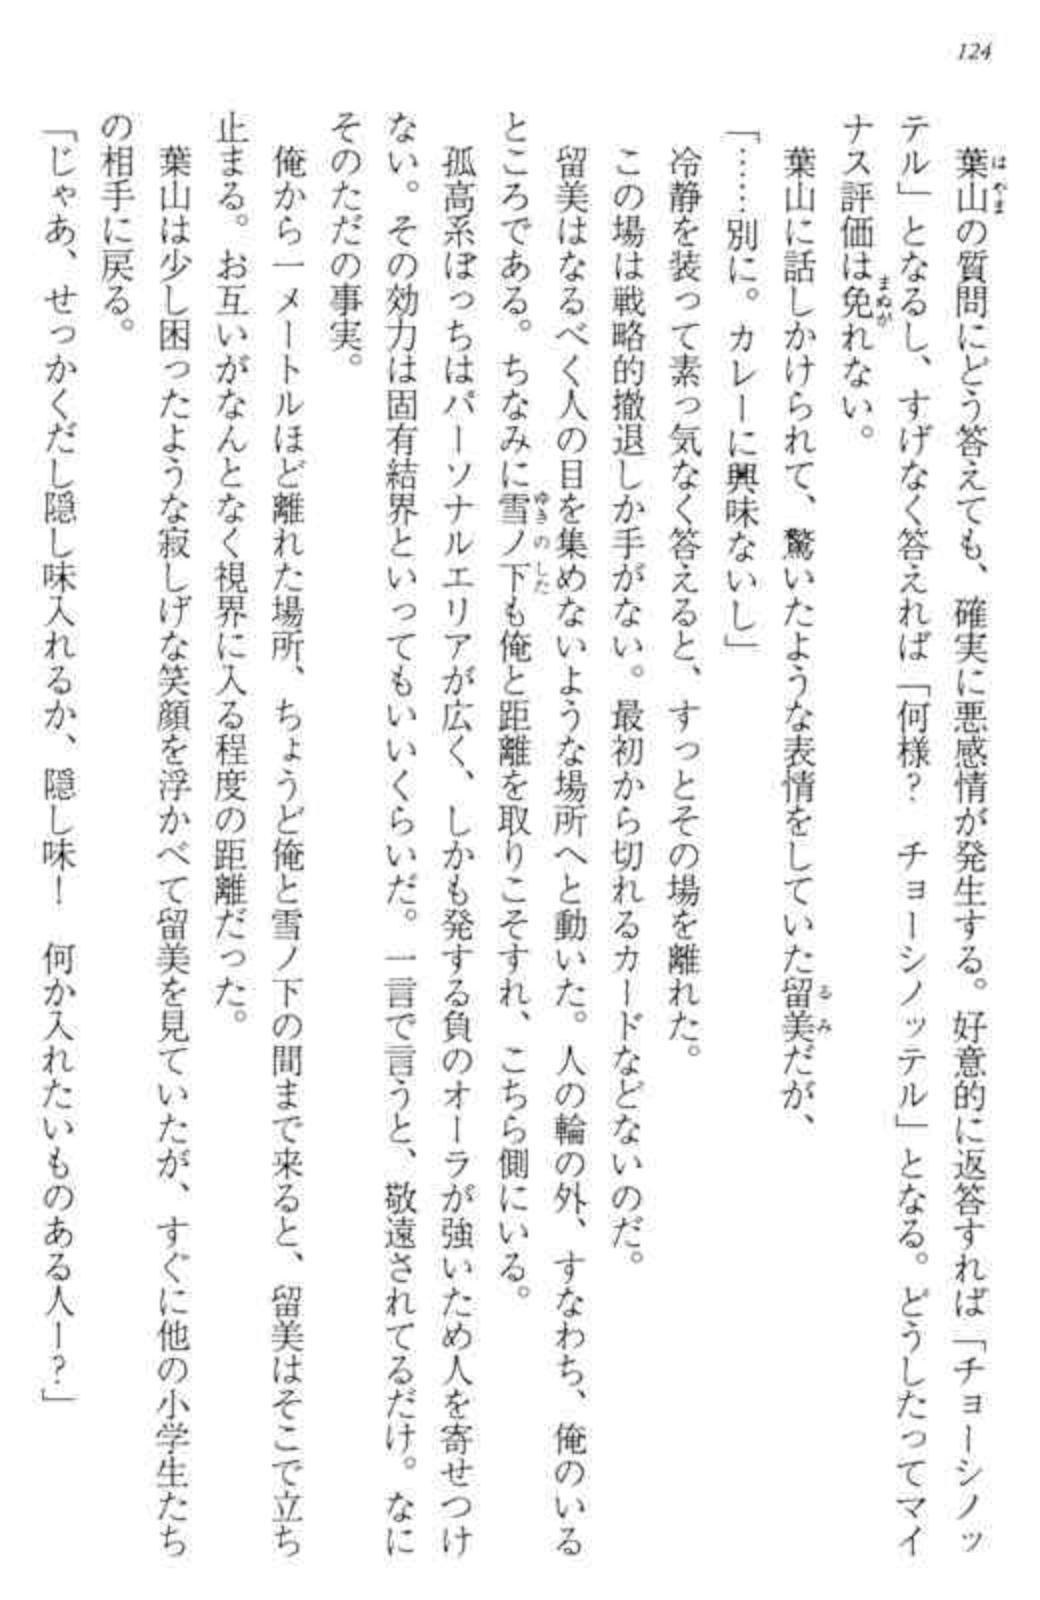 124
葉山の質問にどう答えても、確実に悪感情が発生する。好意的に返答すれば「チョーシノッ
テル」となるし、すげなく答えれば「何様？　チョーシノッテル」となる。どうしたってマイ
ナス評価は免れない。
葉山に話しかけられて、驚いたような表情をしていた留美だが、
「……別に。カレーに興味ないし」
冷静を装って素っ気なく答えると、すっとその場を離れた。
この場は戦略的撤退しか手がない。最初から切れるカードなどないのだ。
留美はなるべく人の目を集めないような場所へと動いた。人の輪の外、すなわち、俺のいる
ところである。ちなみに雪ノ下も俺と距離を取りこそすれ、こちら側にいる。
孤高系ぼっちはパーソナルエリアが広く、しかも発する負のオーラが強いため人を寄せつけ
ない。その効力は固有結界といってもいいくらいだ。一言で言うと、敬遠されてるだけ。なに
そのただの事実。
俺から一メートルほど離れた場所、ちょうど俺と雪ノ下の間まで来ると、留美はそこで立ち
止まる。お互いがなんとなく視界に入る程度の距離だった。
葉山は少し困ったような寂しげな笑顔を浮かべて留美を見ていたが、すぐに他の小学生たち
の相手に戻る。
「じゃあ、せっかくだし隠し味入れるか、隠し味！　何か入れたいものある人ー？」